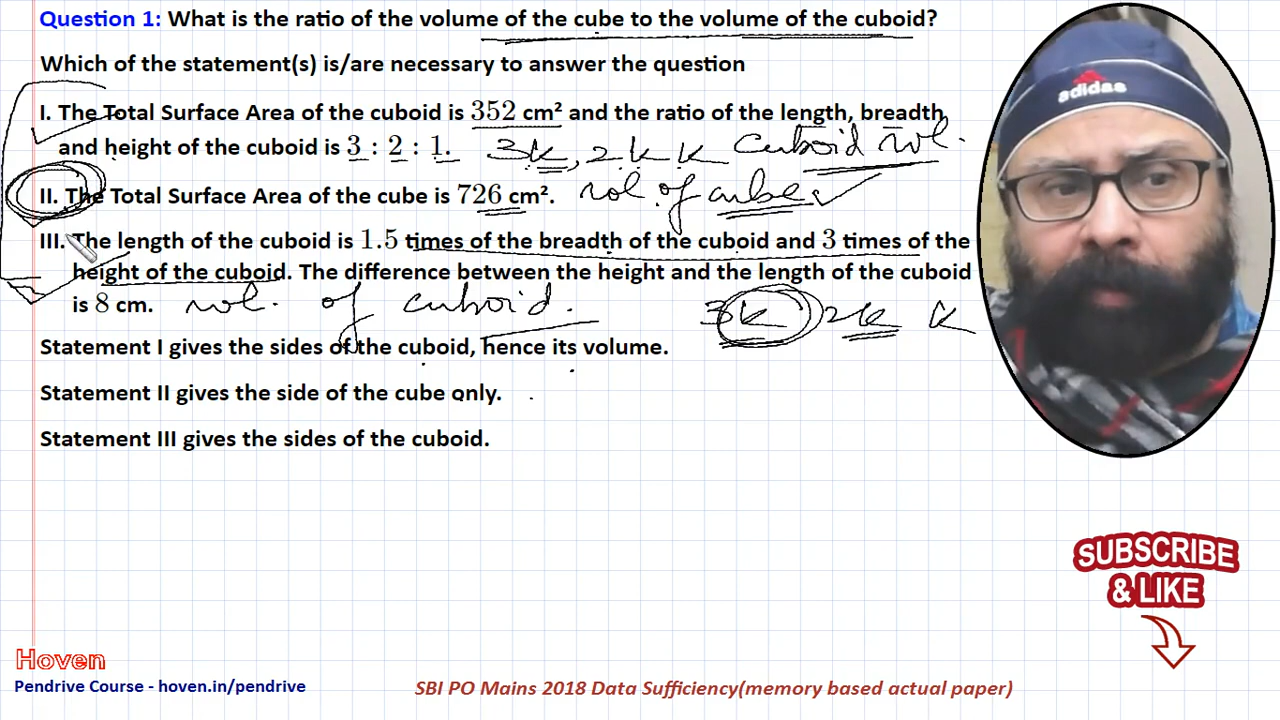 Question 1: What is the ratio of the volume of the cube to the volume of the cuboid?
Which of the statement(s) is/are necessary to answer the question
I. The Total Surface Area of the cuboid is 352 cm² and the ratio of the length, breadth
and height of the cuboid is 3 : 2 : 1. 3k, 2k k cuboid vol.
II. The Total Surface Area of the cube is 726 cm². vol. of cube
III. The length of the cuboid is 1.5 times of the breadth of the cuboid and 3 times of the
height of the cuboid. The difference between the height and the length of the cuboid
is 8 cm. vol. of cuboid. 3k 2k k
Statement I gives the sides of the cuboid, hence its volume.
Statement II gives the side of the cube only.
Statement III gives the sides of the cuboid.
adidas
SUBSCRIBE
& LIKE
Hoven
Pendrive Course - hoven.in/pendrive
SBI PO Mains 2018 Data Sufficiency(memory based actual paper)